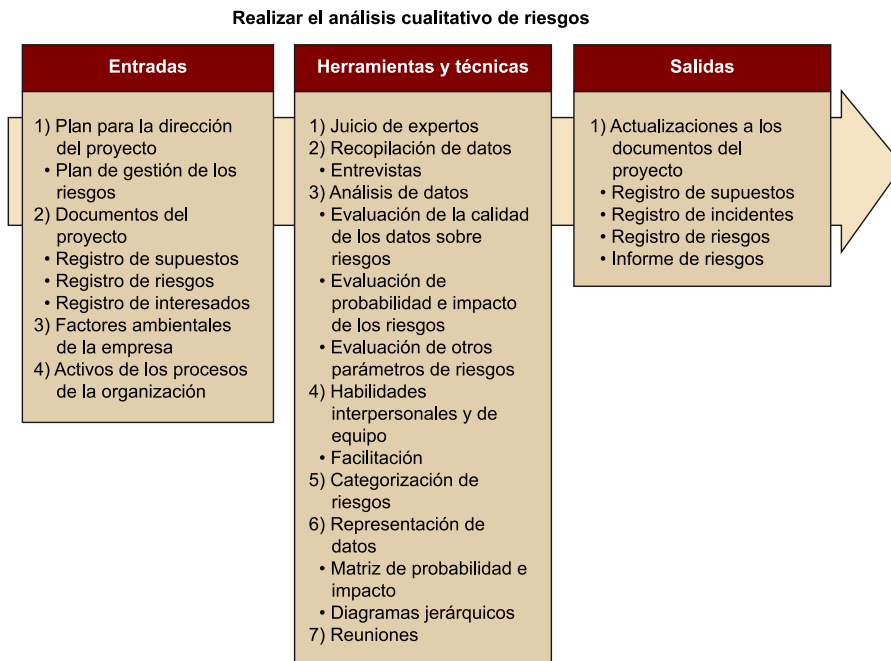 Realizar el análisis cualitativo de riesgos
Entradas
1) Plan para la dirección
del proyecto
• Plan de gestión de los
riesgos
2) Documentos del
proyecto
• Registro de supuestos
• Registro de riesgos
• Registro de interesados
3) Factores ambientales
de la empresa
4) Activos de los procesos
de la organización
Herramientas y técnicas
1) Juicio de expertos
2) Recopilación de datos
• Entrevistas
3) Análisis de datos
• Evaluación de la calidad
de los datos sobre
riesgos
• Evaluación de
probabilidad e impacto
de los riesgos
• Evaluación de otros
parámetros de riesgos
4) Habilidades
interpersonales y de
equipo
• Facilitación
5) Categorización de
riesgos
6) Representación de
datos
• Matriz de probabilidad e
impacto
• Diagramas jerárquicos
7) Reuniones
Salidas
1) Actualizaciones a los
documentos del
proyecto
• Registro de supuestos
• Registro de incidentes
• Registro de riesgos
• Informe de riesgos